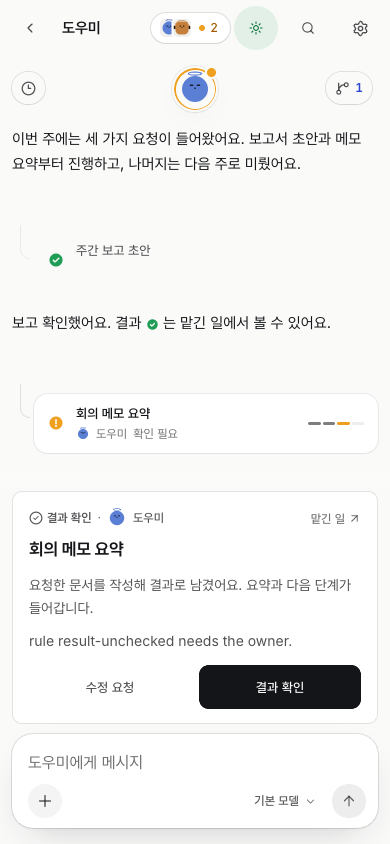 도우미
2
1
이번 주에는 세 가지 요청이 들어왔어요. 보고서 초안과 메모
요약부터 진행하고, 나머지는 다음 주로 미뤘어요.
주간 보고 초안
보고 확인했어요. 결과 는 맡긴 일에서 볼 수 있어요.
회의 메모 요약
도우미 확인 필요
결과 확인 · 도우미
맡긴 일
회의 메모 요약
요청한 문서를 작성해 결과로 남겼어요. 요약과 다음 단계가
들어갑니다.
rule result-unchecked needs the owner.
수정 요청
결과 확인
도우미에게 메시지
기본 모델